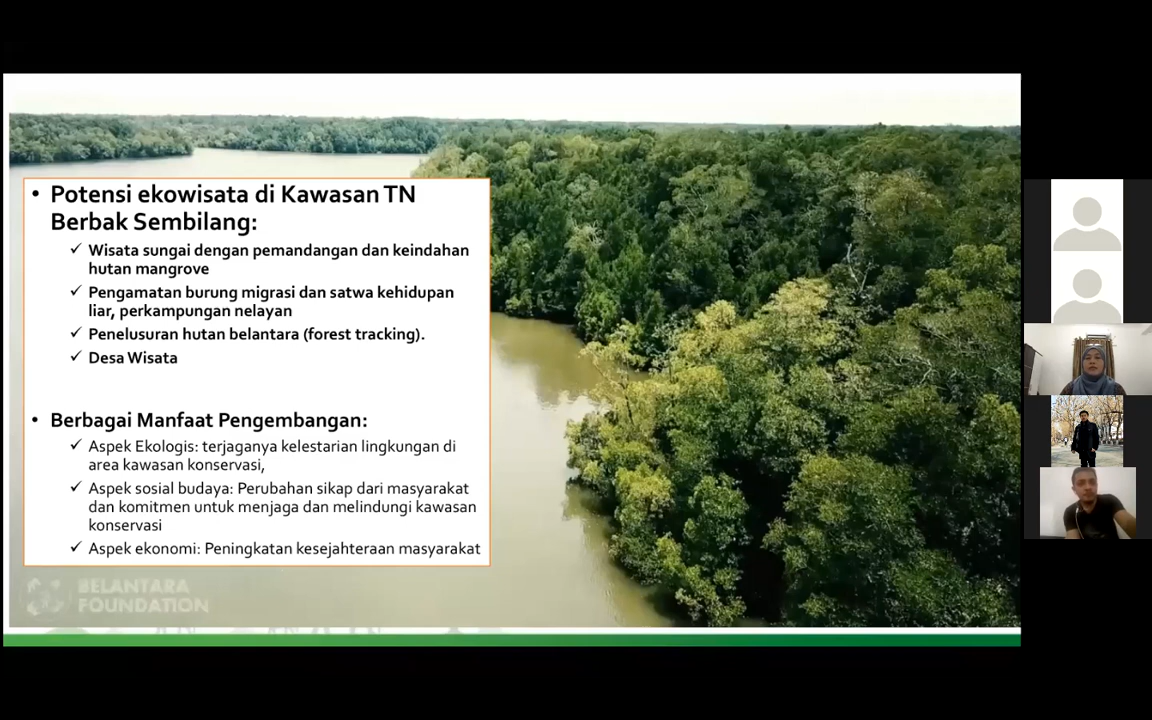 • Potensi ekowisata di Kawasan TN
Berbak Sembilang:
✓ Wisata sungai dengan pemandangan dan keindahan
hutan mangrove
✓ Pengamatan burung migrasi dan satwa kehidupan
liar, perkampungan nelayan
✓ Penelusuran hutan belantara (forest tracking).
✓ Desa Wisata
• Berbagai Manfaat Pengembangan:
✓ Aspek Ekologis: terjaganya kelestarian lingkungan di
area kawasan konservasi,
✓ Aspek sosial budaya: Perubahan sikap dari masyarakat
dan komitmen untuk menjaga dan melindungi kawasan
konservasi
✓ Aspek ekonomi: Peningkatan kesejahteraan masyarakat
BELANTARA
FOUNDATION